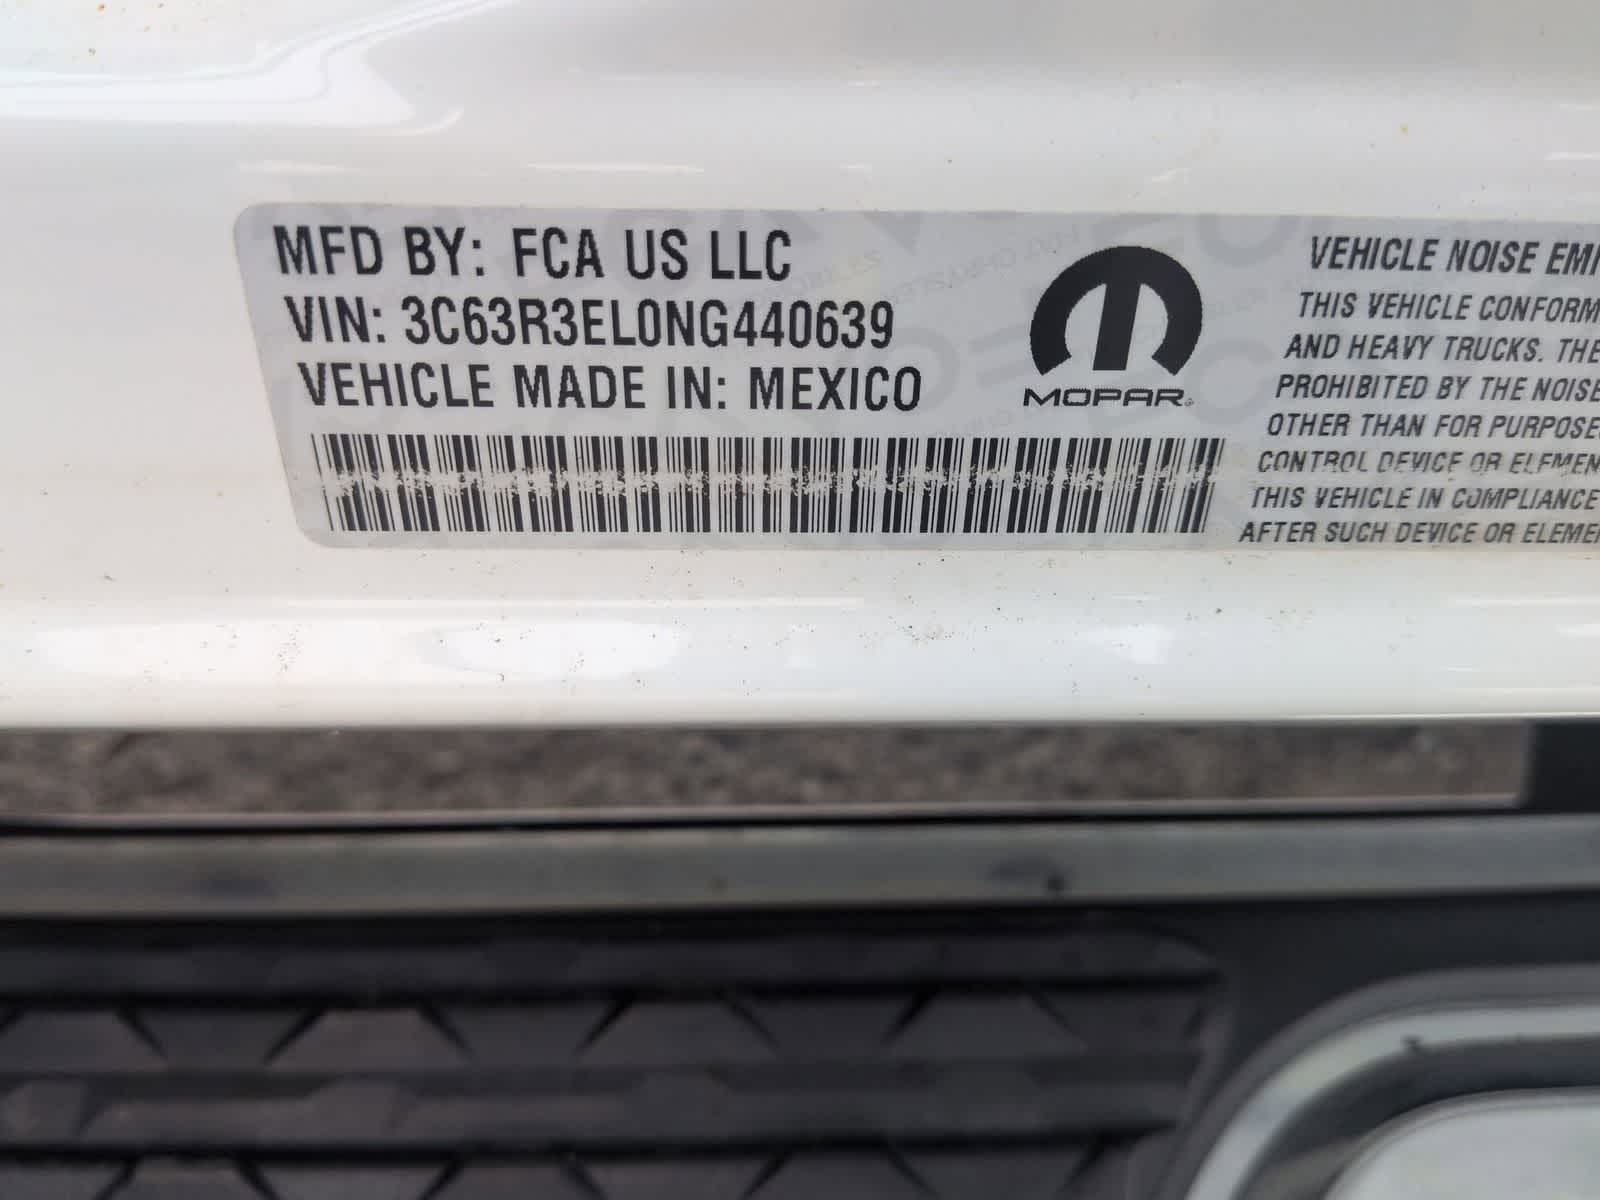 MFD BY: FCA US LLC
VIN: 3C63R3EL0NG440639
VEHICLE MADE IN: MEXICO
MOPAR
VEHICLE NOISE EMI
THIS VEHICLE CONFORM
AND HEAVY TRUCKS. THE
PROHIBITED BY THE NOISE
OTHER THAN FOR PURPOSE
CONTROL DEVICE OR ELEMEN
THIS VEHICLE IN COMPLIANCE
AFTER SUCH DEVICE OR ELEME